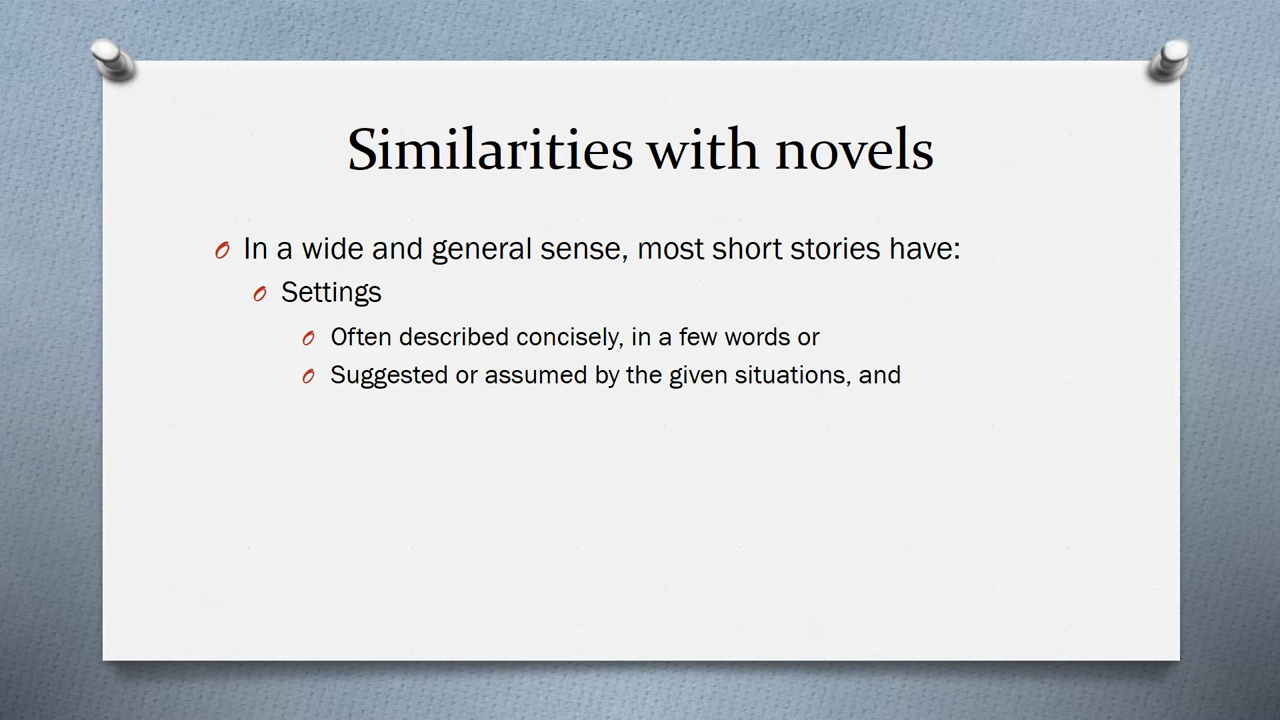 Similarities with novels
In a wide and general sense, most short stories have:
Settings
Often described concisely, in a few words or
Suggested or assumed by the given situations, and